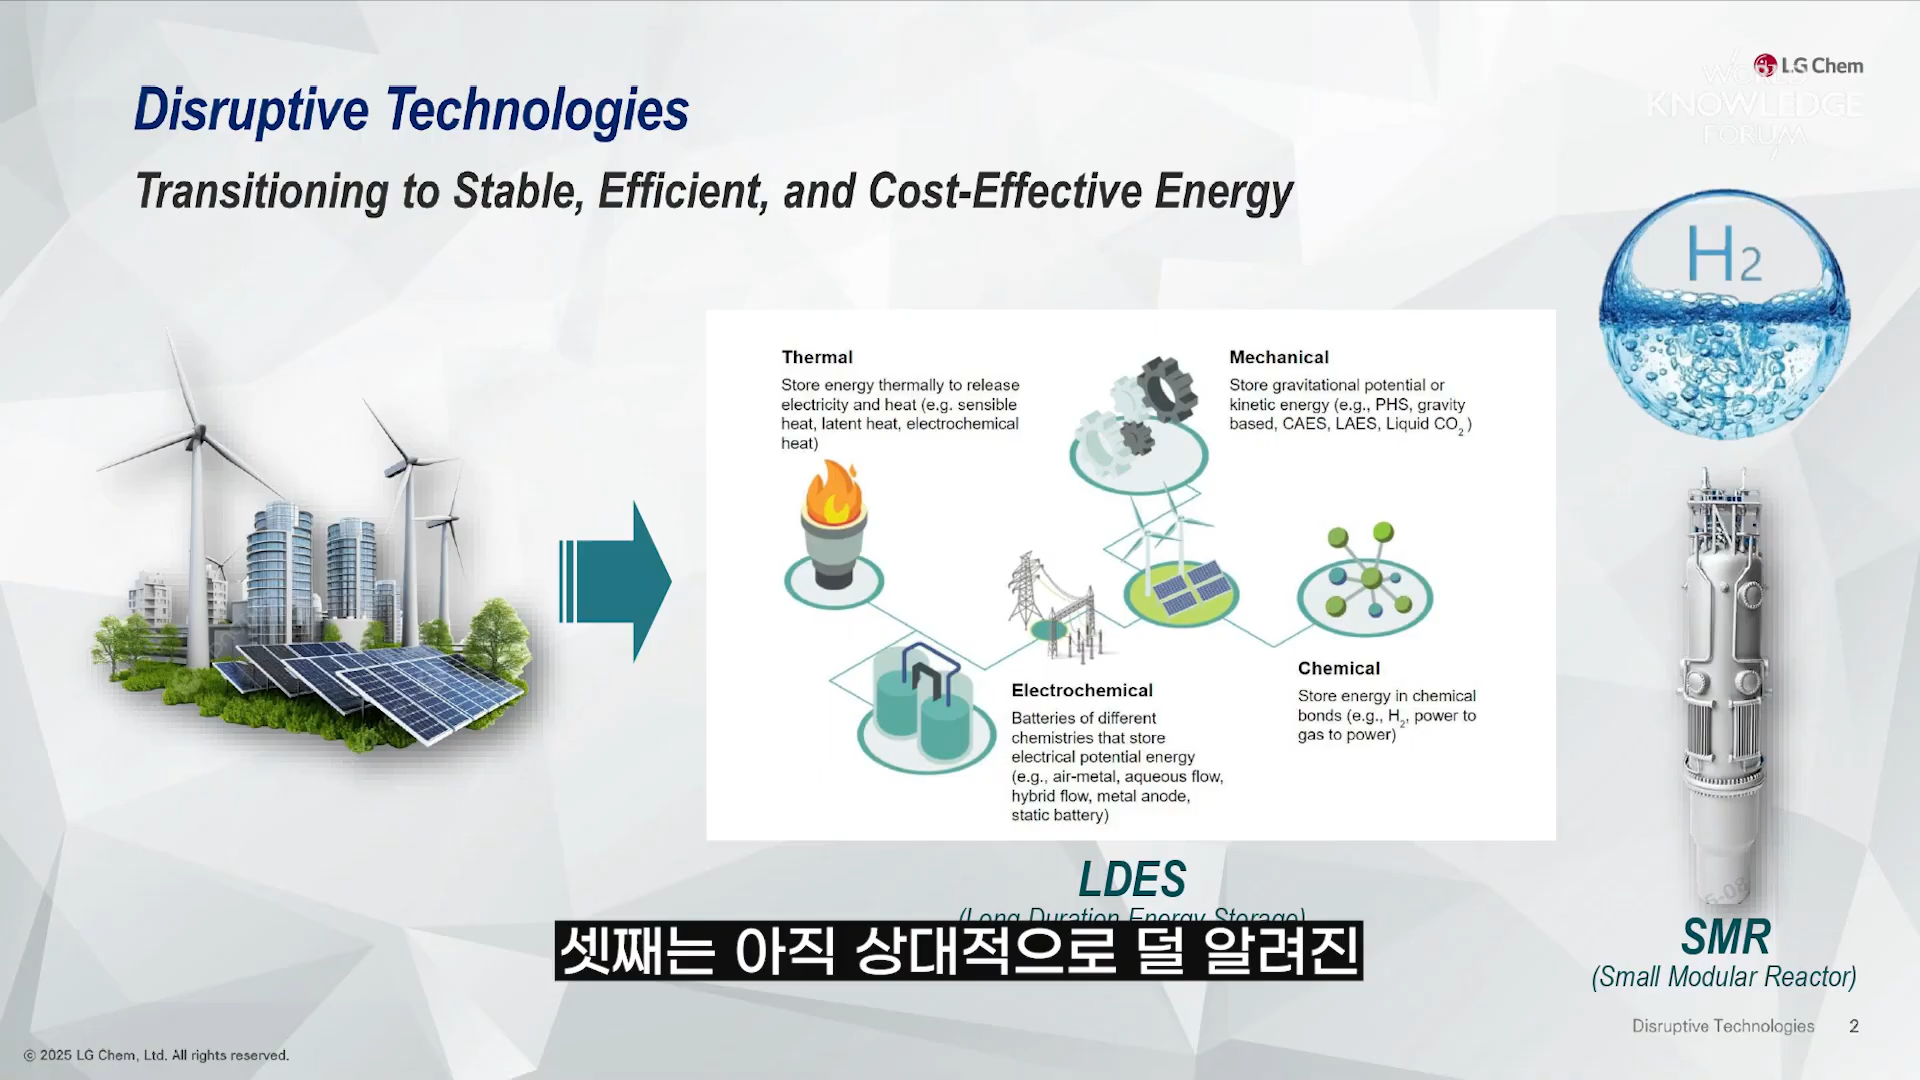 LG Chem
WORLD
KNOWLEDGE
FORUM
Disruptive Technologies
Transitioning to Stable, Efficient, and Cost-Effective Energy
H2
Thermal
Store energy thermally to release
electricity and heat (e.g. sensible
heat, latent heat, electrochemical
heat)
Mechanical
Store gravitational potential or
kinetic energy (e.g., PHS, gravity
based, CAES, LAES, Liquid CO2)
Electrochemical
Batteries of different
chemistries that store
electrical potential energy
(e.g., air-metal, aqueous flow,
hybrid flow, metal anode,
static battery)
Chemical
Store energy in chemical
bonds (e.g., H2, power to
gas to power)
LDES
(Long Duration Energy Storage)
셋째는 아직 상대적으로 덜 알려진
SMR
(Small Modular Reactor)
Disruptive Technologies 2
© 2025 LG Chem, Ltd. All rights reserved.